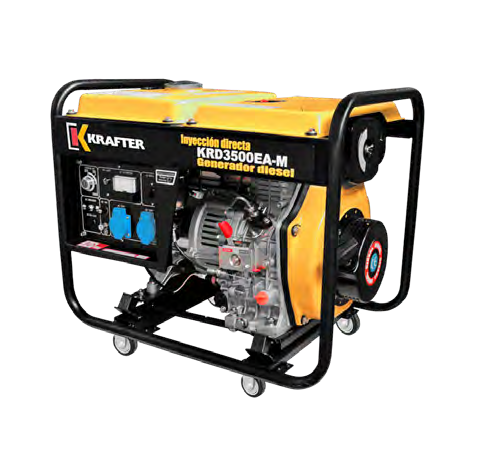 KRAFTER
Inyección directa
KRD3500EA-M
Generador diesel